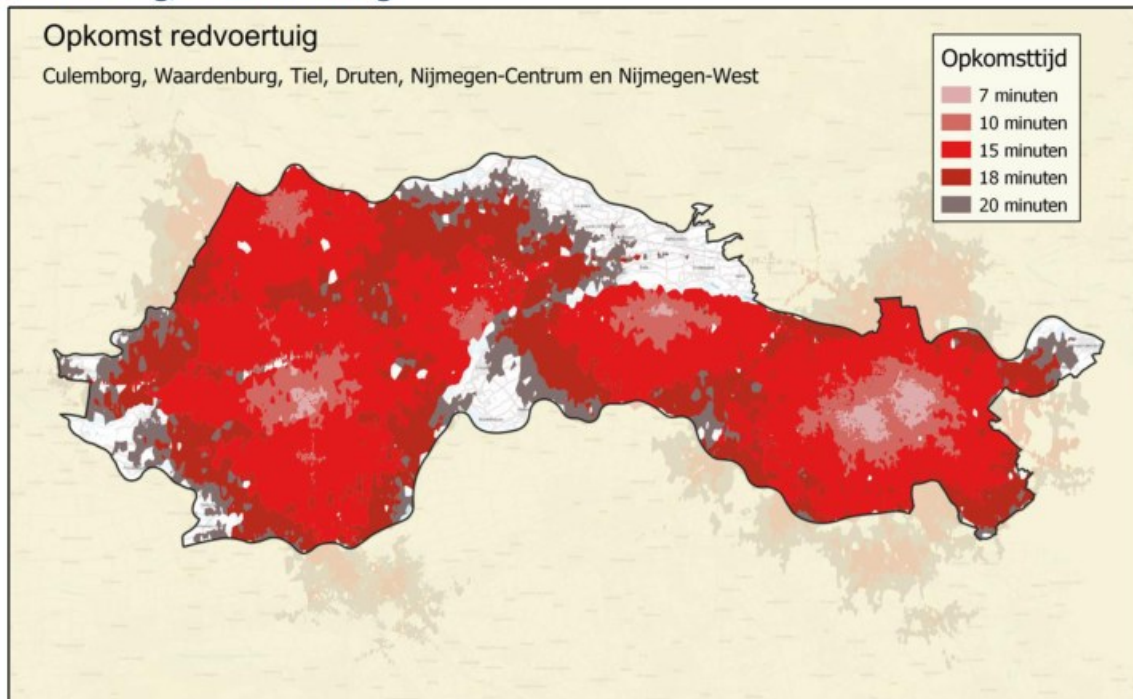 Opkomst redvoertuig
Culemborg, Waardenburg, Tiel, Druten, Nijmegen-Centrum en Nijmegen-West
Opkomsttijd
7 minuten
10 minuten
15 minuten
18 minuten
20 minuten